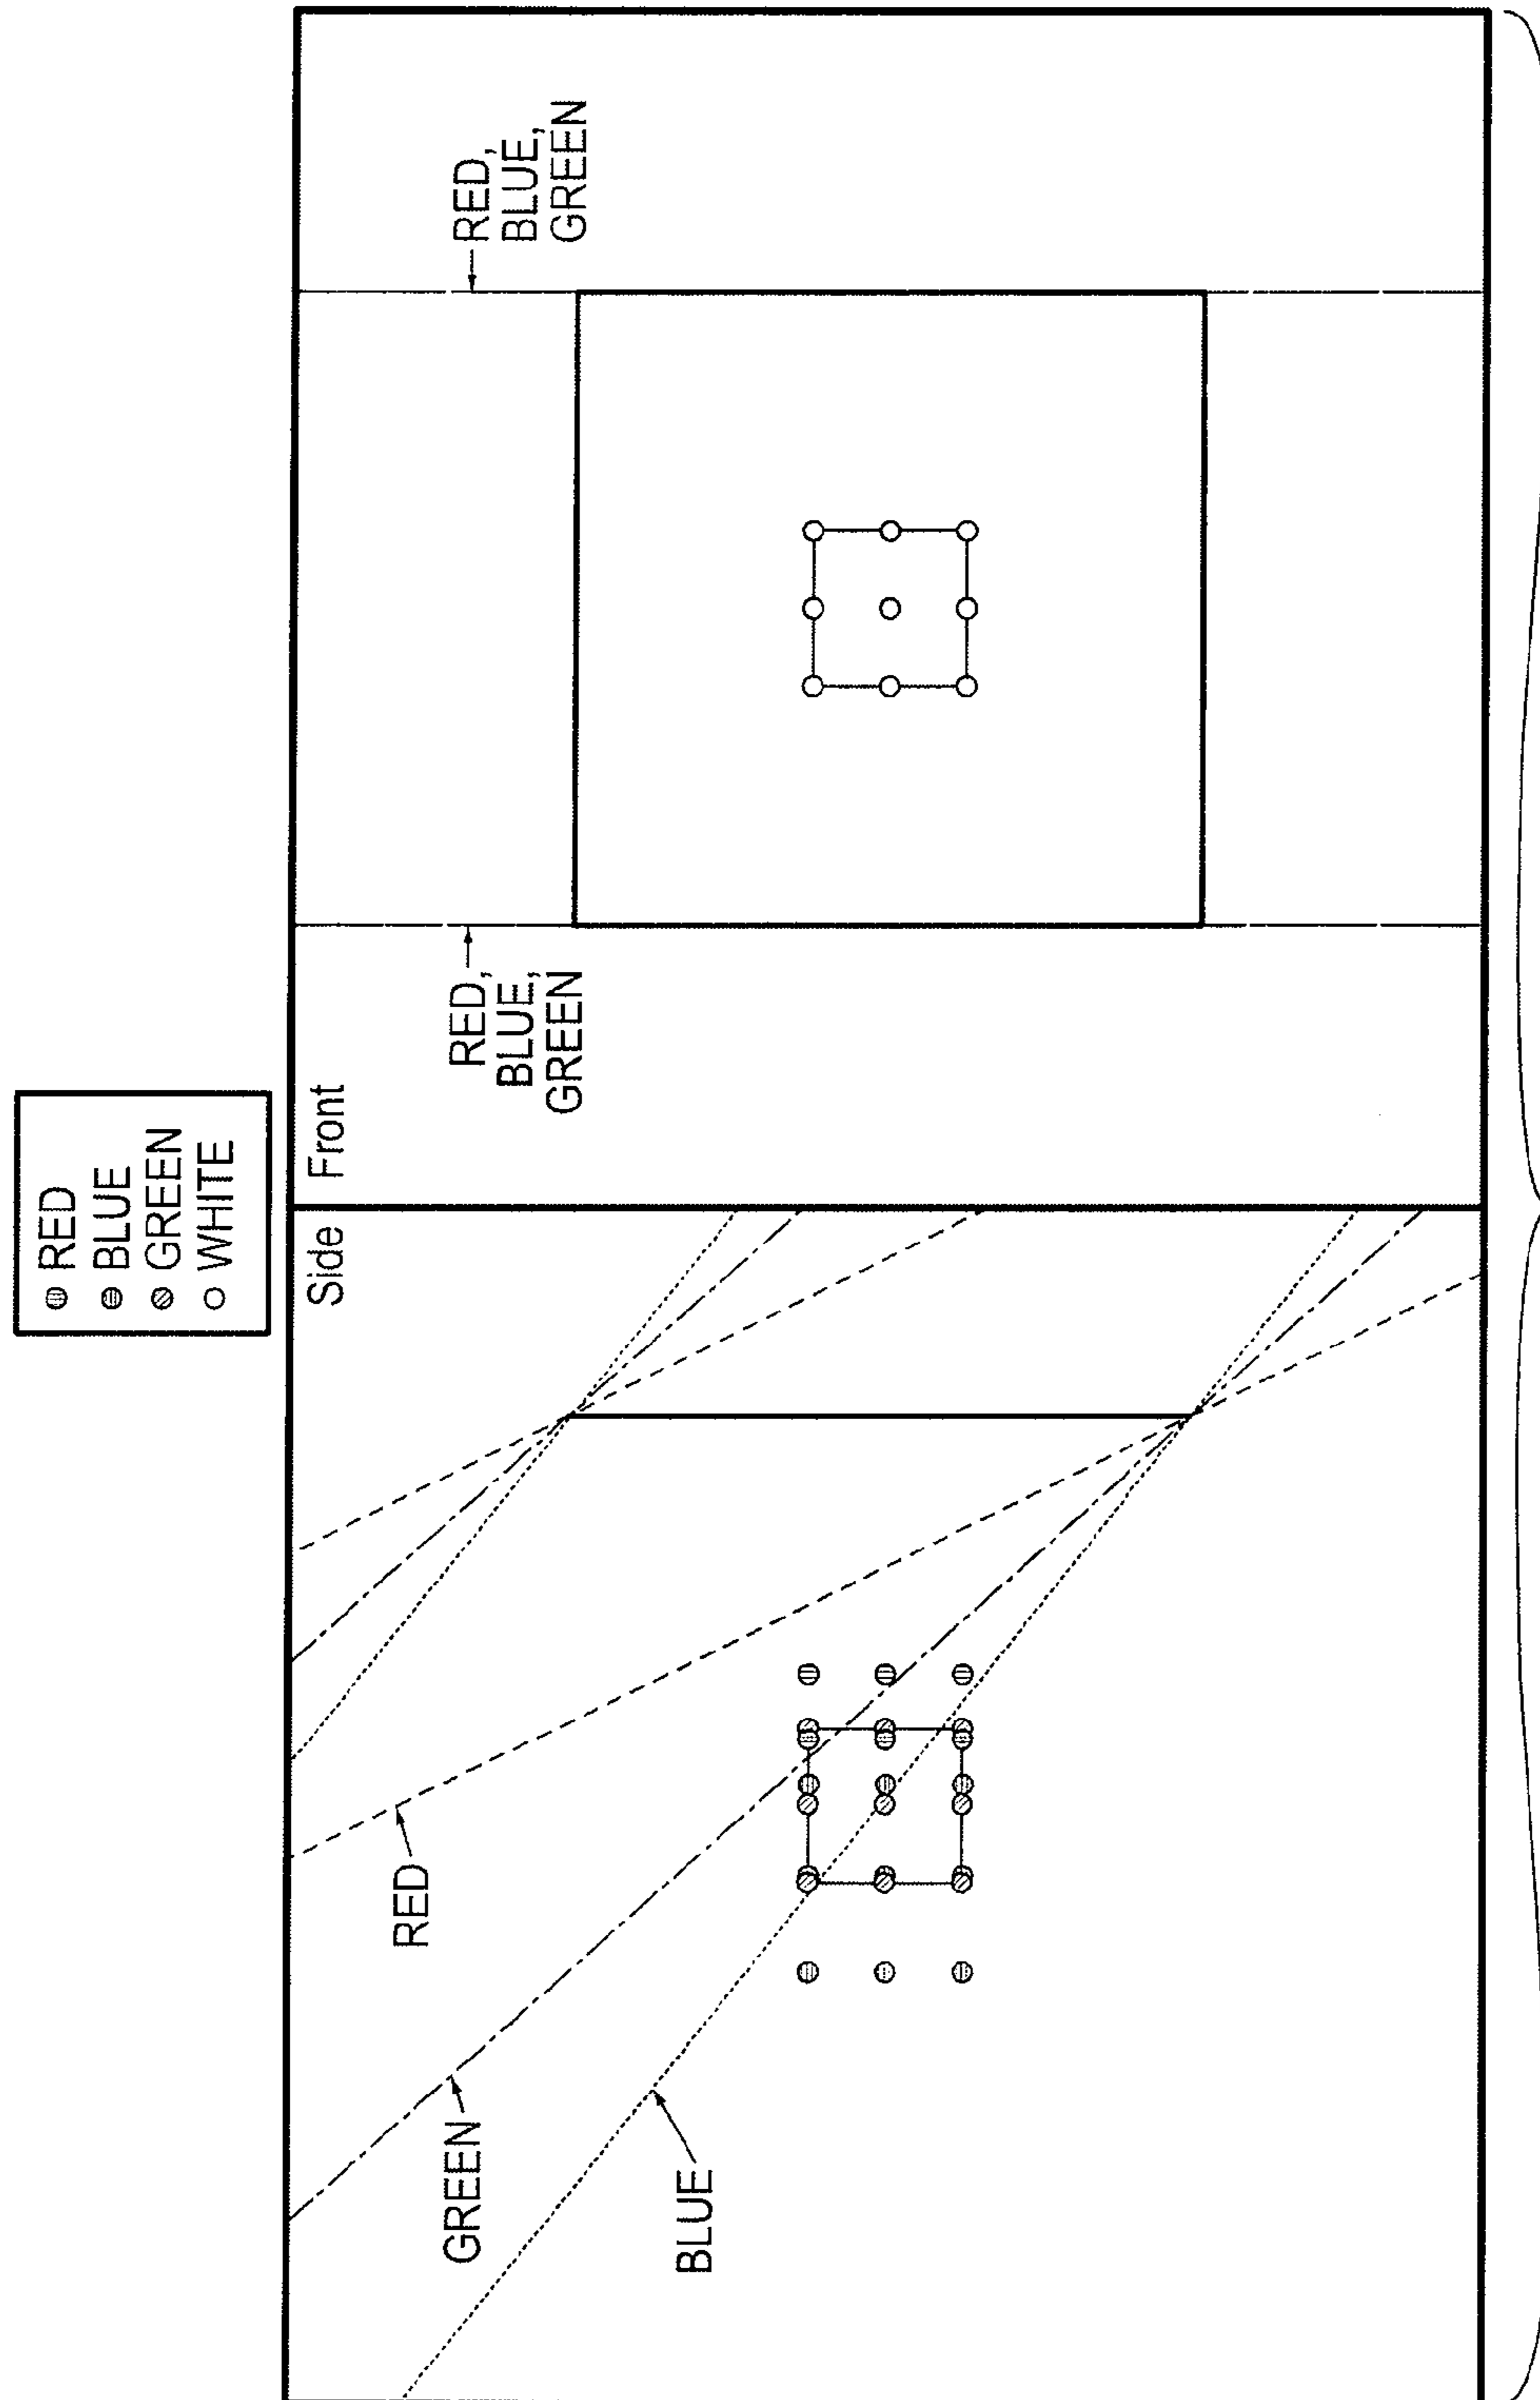 RED
BLUE
GREEN
WHITE
Side
RED
GREEN
BLUE
Front
RED,
BLUE,
GREEN
RED,
BLUE,
GREEN